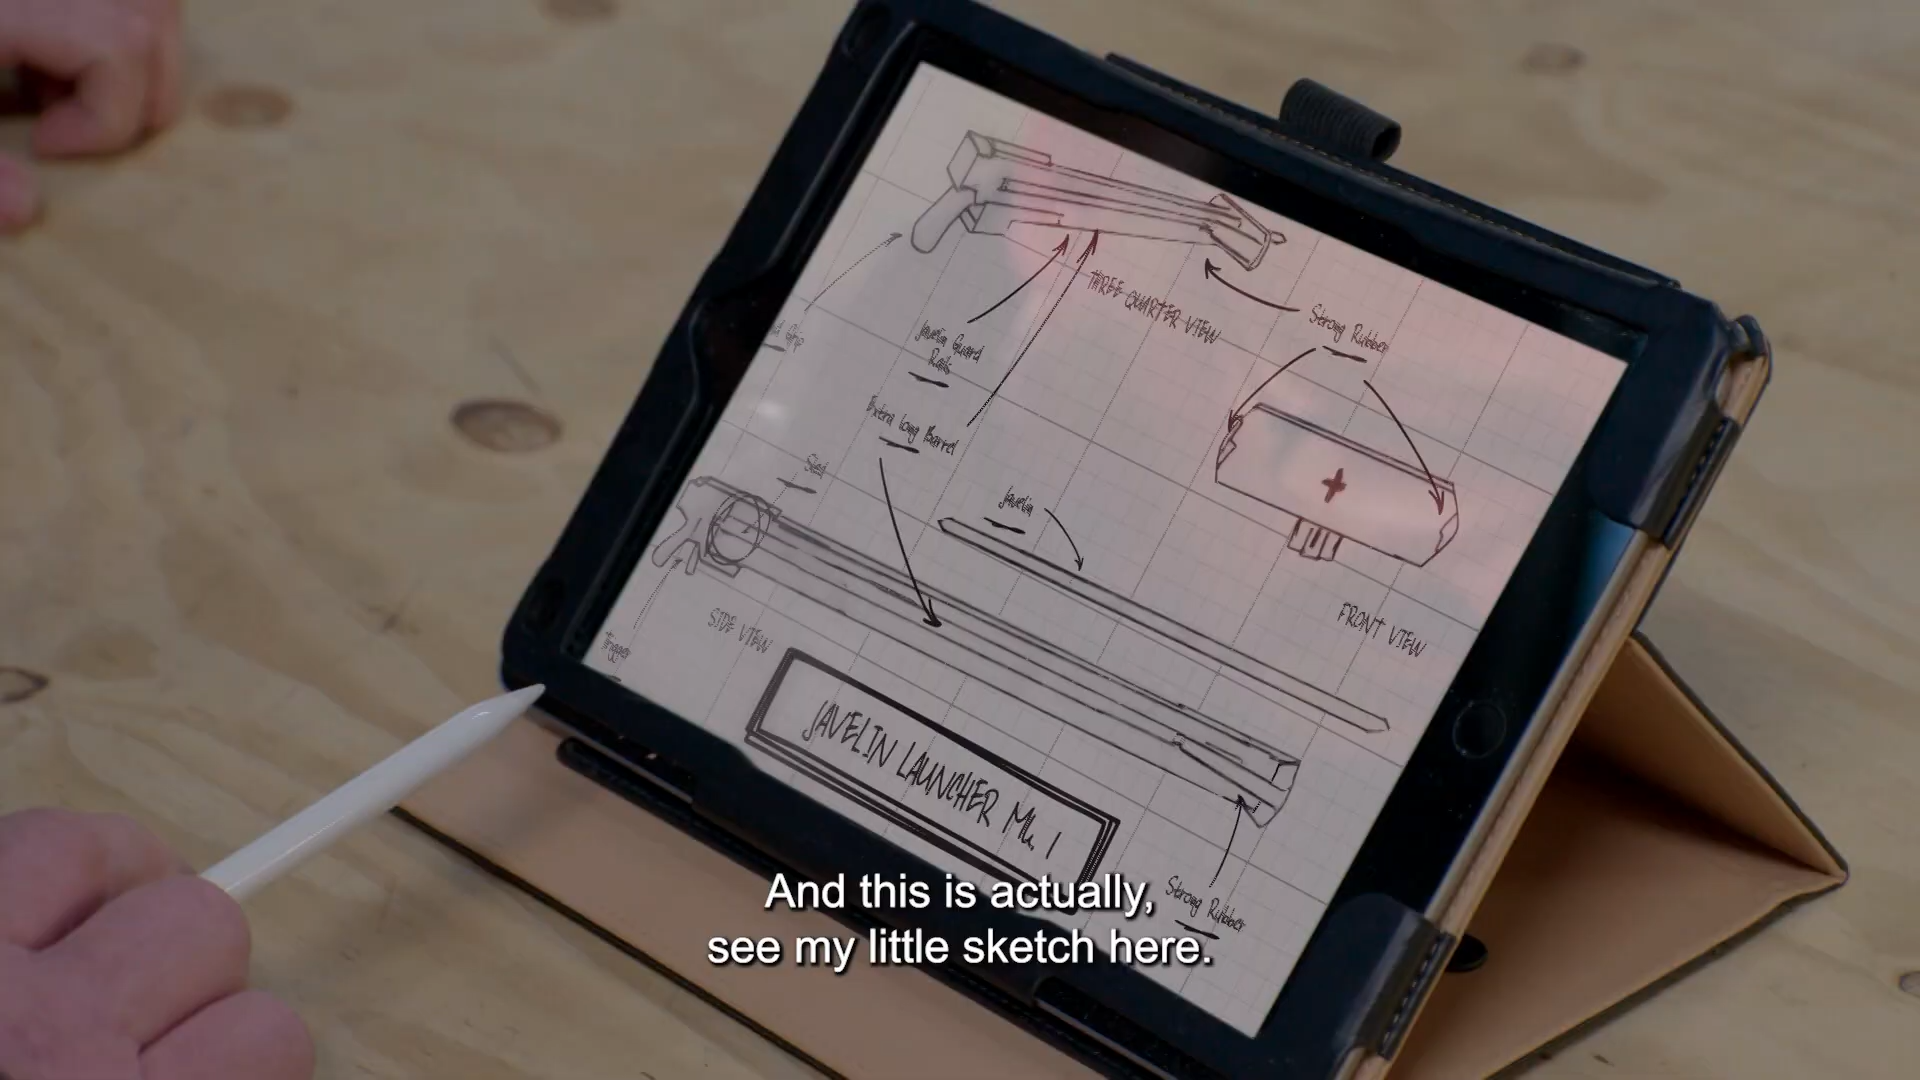 THREE QUARTER VIEW
Strong Rubber
Grip
Javelin Guard
Rails
Extra Long Barrel
Sled
Javelin
FRONT VIEW
SIDE VIEW
Trigger
JAVELIN LAUNCHER Mk. 1
Strong Rubber
And this is actually,
see my little sketch here.